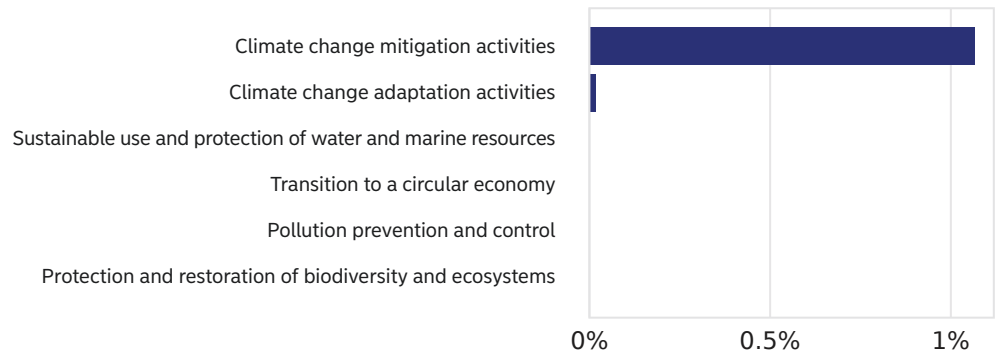 Climate change mitigation activities
Climate change adaptation activities
Sustainable use and protection of water and marine resources
Transition to a circular economy
Pollution prevention and control
Protection and restoration of biodiversity and ecosystems
0% 0.5% 1%